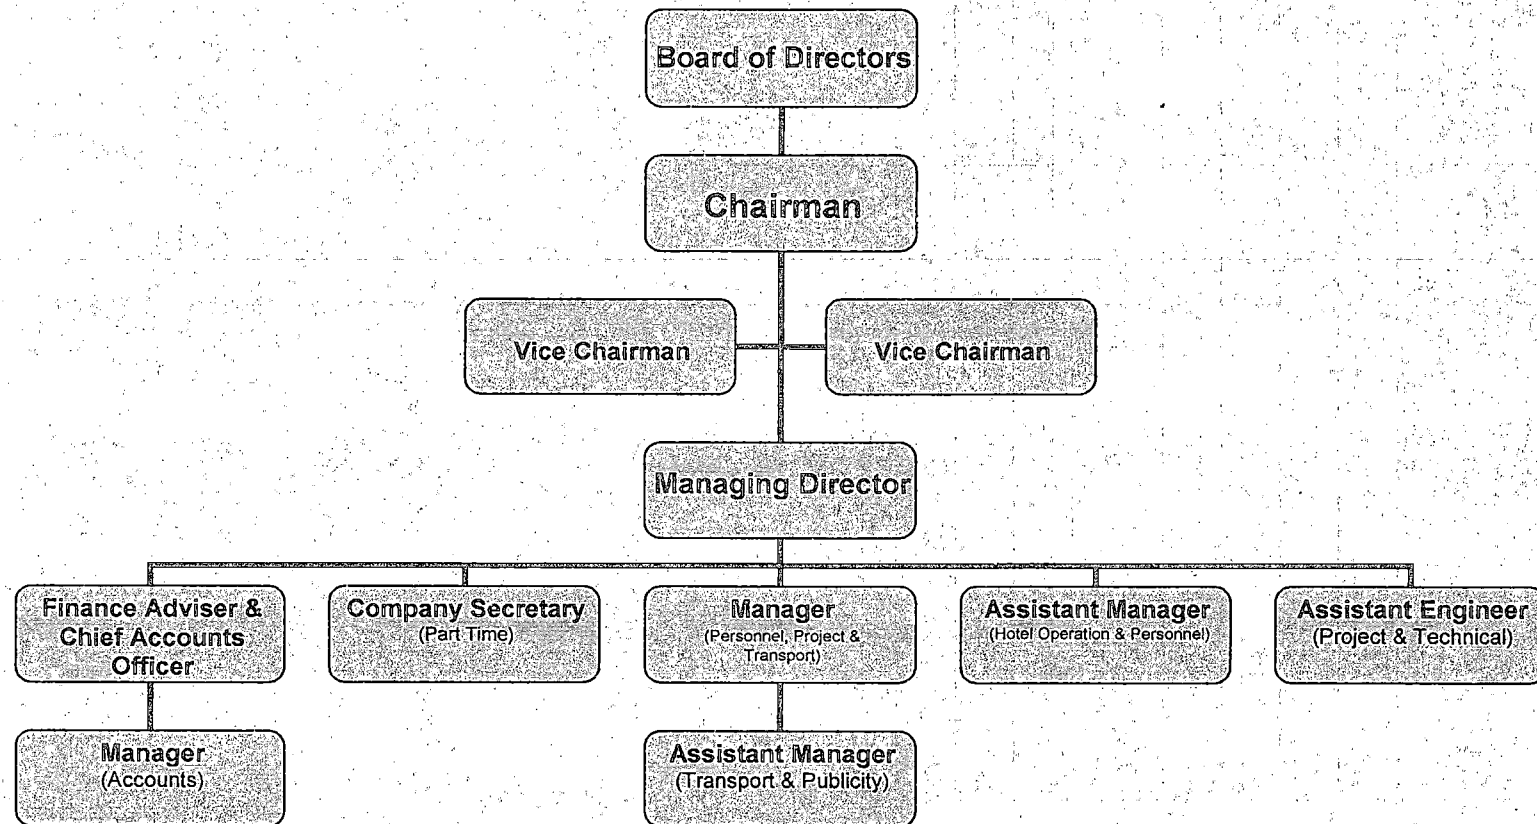 Board of Directors
Chairman
Vice Chairman
Vice Chairman
Managing Director
Finance Adviser &
Chief Accounts
Officer
Company Secretary
(Part Time)
Manager
(Personnel, Project &
Transport)
Assistant Manager
(Hotel Operation & Personnel)
Assistant Engineer
(Project & Technical)
Manager
(Accounts)
Assistant Manager
(Transport & Publicity)